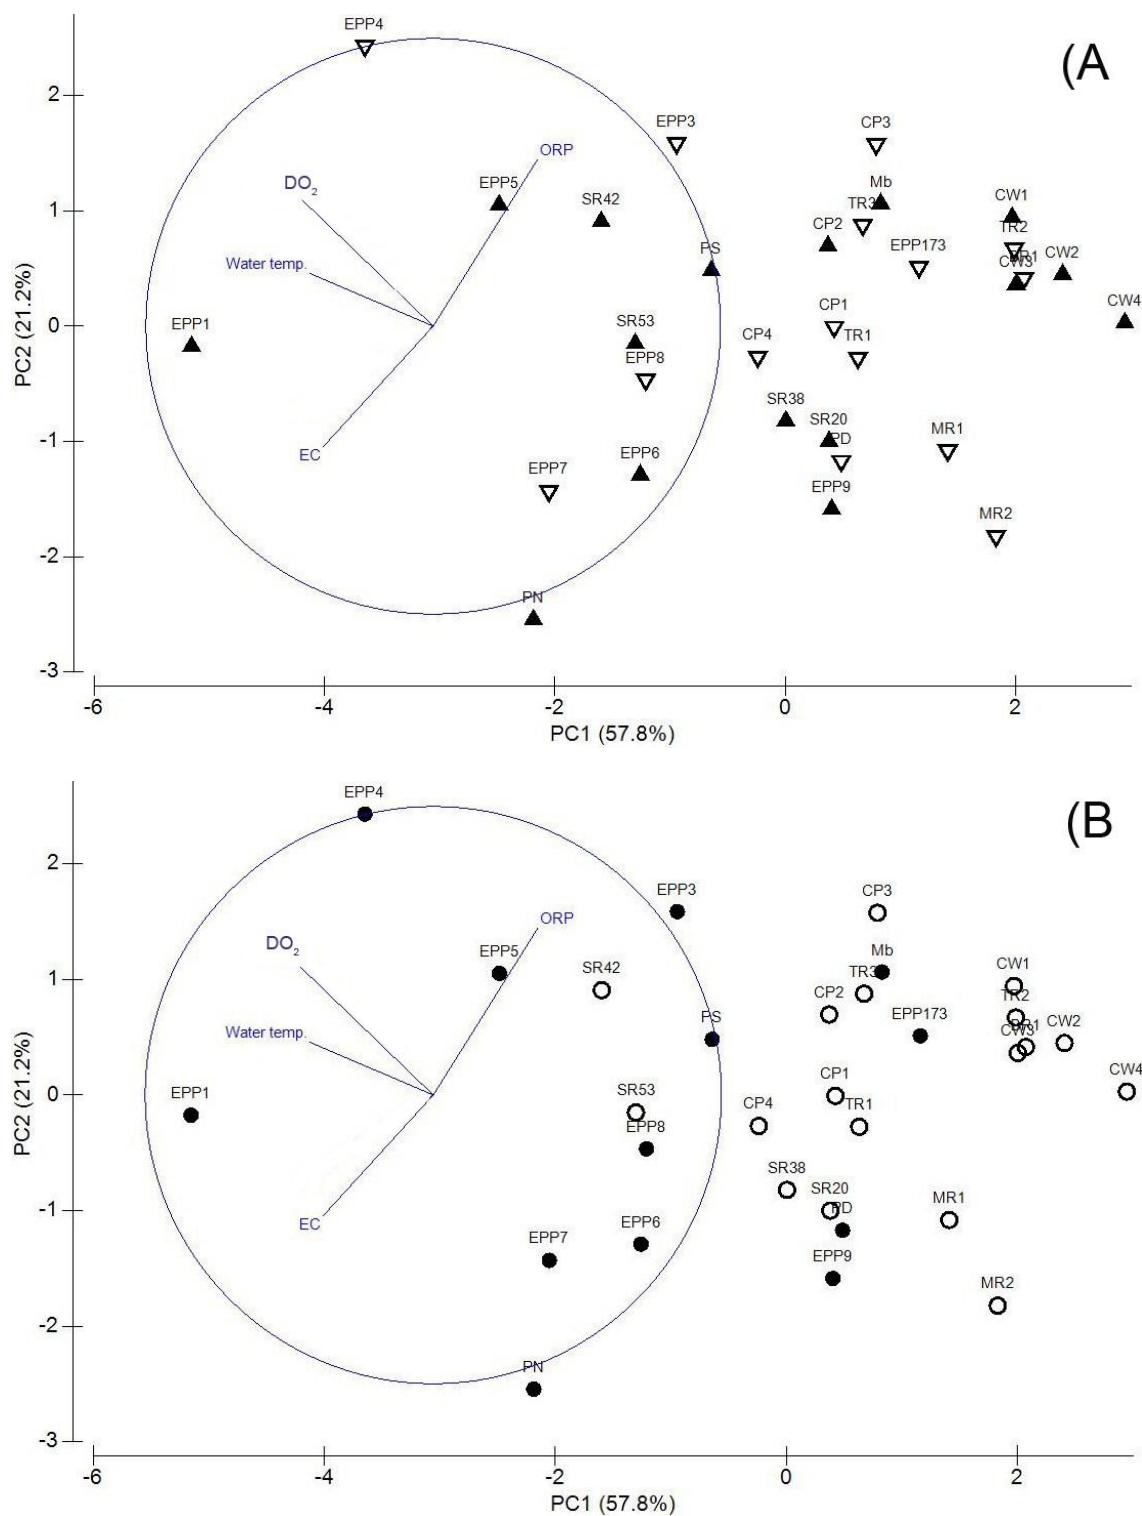 (A
EPP4
2
EPP3
CP3
ORP
DO2
EPP5
SR42
Mb
TR3
CW1
1
CP2
TR2
EPP173
PS
CW2
CW3
Water temp.
PC2 (21.2%)
0
EPP1
SR53
CP1
CW4
EPP8
CP4
TR1
SR38
-1
SR20
PD
MR1
EC
EPP7
EPP6
EPP9
MR2
-2
PN
-3
-6
-4
-2
0
2
PC1 (57.8%)
(B
EPP4
2
EPP3
CP3
ORP
DO2
EPP5
SR42
Mb
TR3
CW1
1
CP2
TR2
EPP173
PS
CW2
CW3
Water temp.
PC2 (21.2%)
0
EPP1
SR53
CP1
CW4
EPP8
CP4
TR1
SR38
-1
SR20
PD
MR1
EC
EPP7
EPP6
EPP9
MR2
-2
PN
-3
-6
-4
-2
0
2
PC1 (57.8%)